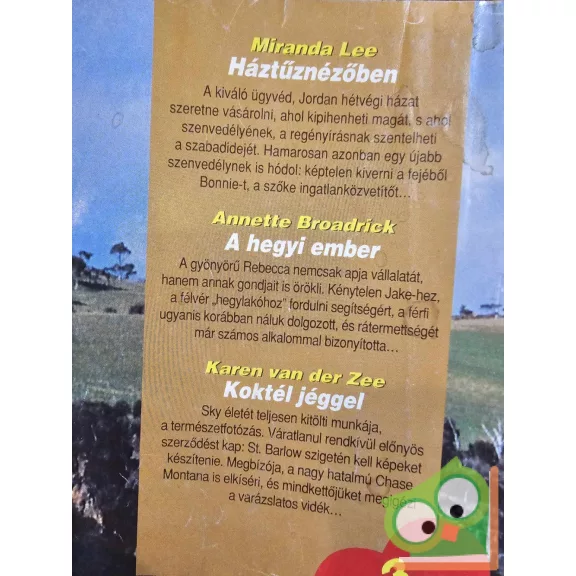 Miranda Lee
Háztűznézőben
A kiváló ügyvéd, Jordan hétvégi házat
szeretne vásárolni, ahol kipihenheti magát, s ahol
szenvedélyének, a regényírásnak szentelheti
a szabadidejét. Hamarosan azonban egy újabb
szenvedélynek is hódol: képtelen kiverni a fejéből
Bonnie-t, a szőke ingatlanközvetítőt...
Annette Broadrick
A hegyi ember
A gyönyörű Rebecca nemcsak apja vállalatát,
hanem annak gondjait is örökli. Kénytelen Jake-hez,
a félvér „hegylakóhoz" fordulni segítségért, a férfi
ugyanis korábban náluk dolgozott, és rátermettségét
már számos alkalommal bizonyította...
Karen van der Zee
Koktél jéggel
Sky életét teljesen kitölti munkája,
a természetfotózás. Váratlanul rendkívül előnyös
szerződést kap: St. Barlow szigetén kell képeket
készítenie. Megbízója, a nagy hatalmú Chase
Montana is elkíséri, és mindkettőjüket megigézi
a varázslatos vidék...